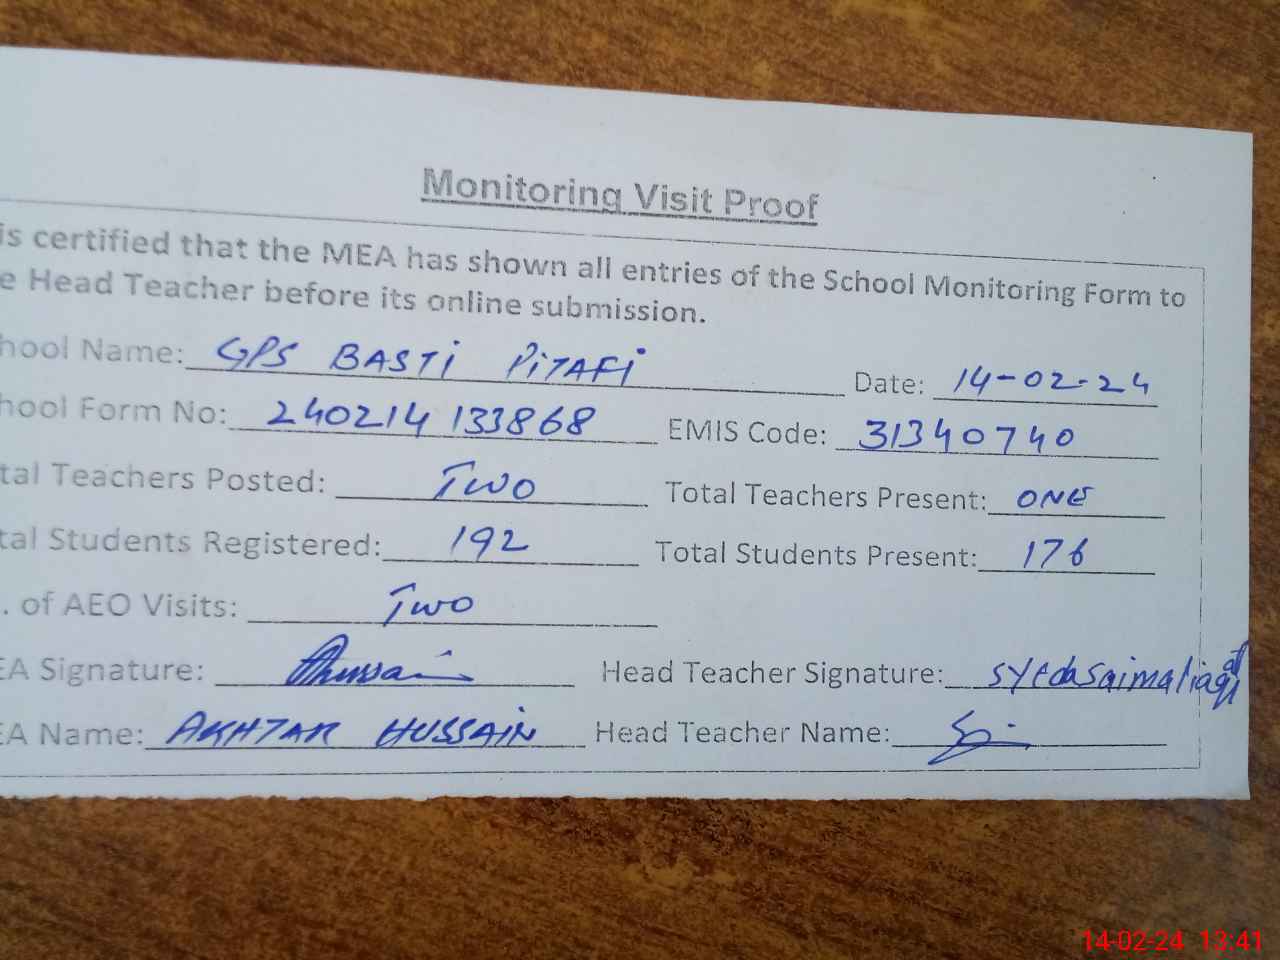 Monitoring Visit Proof
is certified that the MEA has shown all entries of the School Monitoring Form to
e Head Teacher before its online submission.
hool Name: GPS BASTi PiTAFi Date: 14-02-24
hool Form No: 240214 133868 EMIS Code: 31340740
tal Teachers Posted: TWO Total Teachers Present: ONE
tal Students Registered: 192 Total Students Present: 176
. of AEO Visits: Two
EA Signature: Head Teacher Signature: syedasaimaliaqat
EA Name: AKHTAR HUSSAiN Head Teacher Name:
14-02-24 13:41